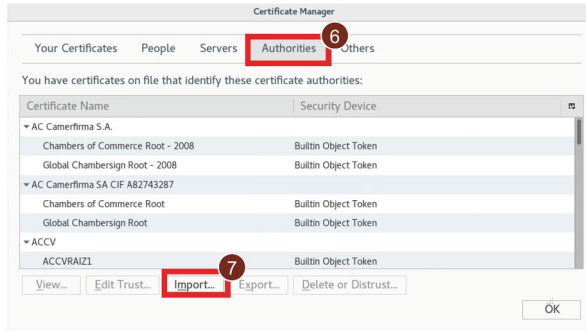 Certificate Manager
6
Your Certificates People Servers Authorities Others
You have certificates on file that identify these certificate authorities:
Certificate Name Security Device
AC Camerfirma S.A.
Chambers of Commerce Root - 2008 Builtin Object Token
Global Chambersign Root - 2008 Builtin Object Token
AC Camerfirma SA CIF A82743287
Chambers of Commerce Root Builtin Object Token
Global Chambersign Root Builtin Object Token
ACCV
ACCVRAIZ1 Builtin Object Token
7
View... Edit Trust... Import... Export... Delete or Distrust...
OK